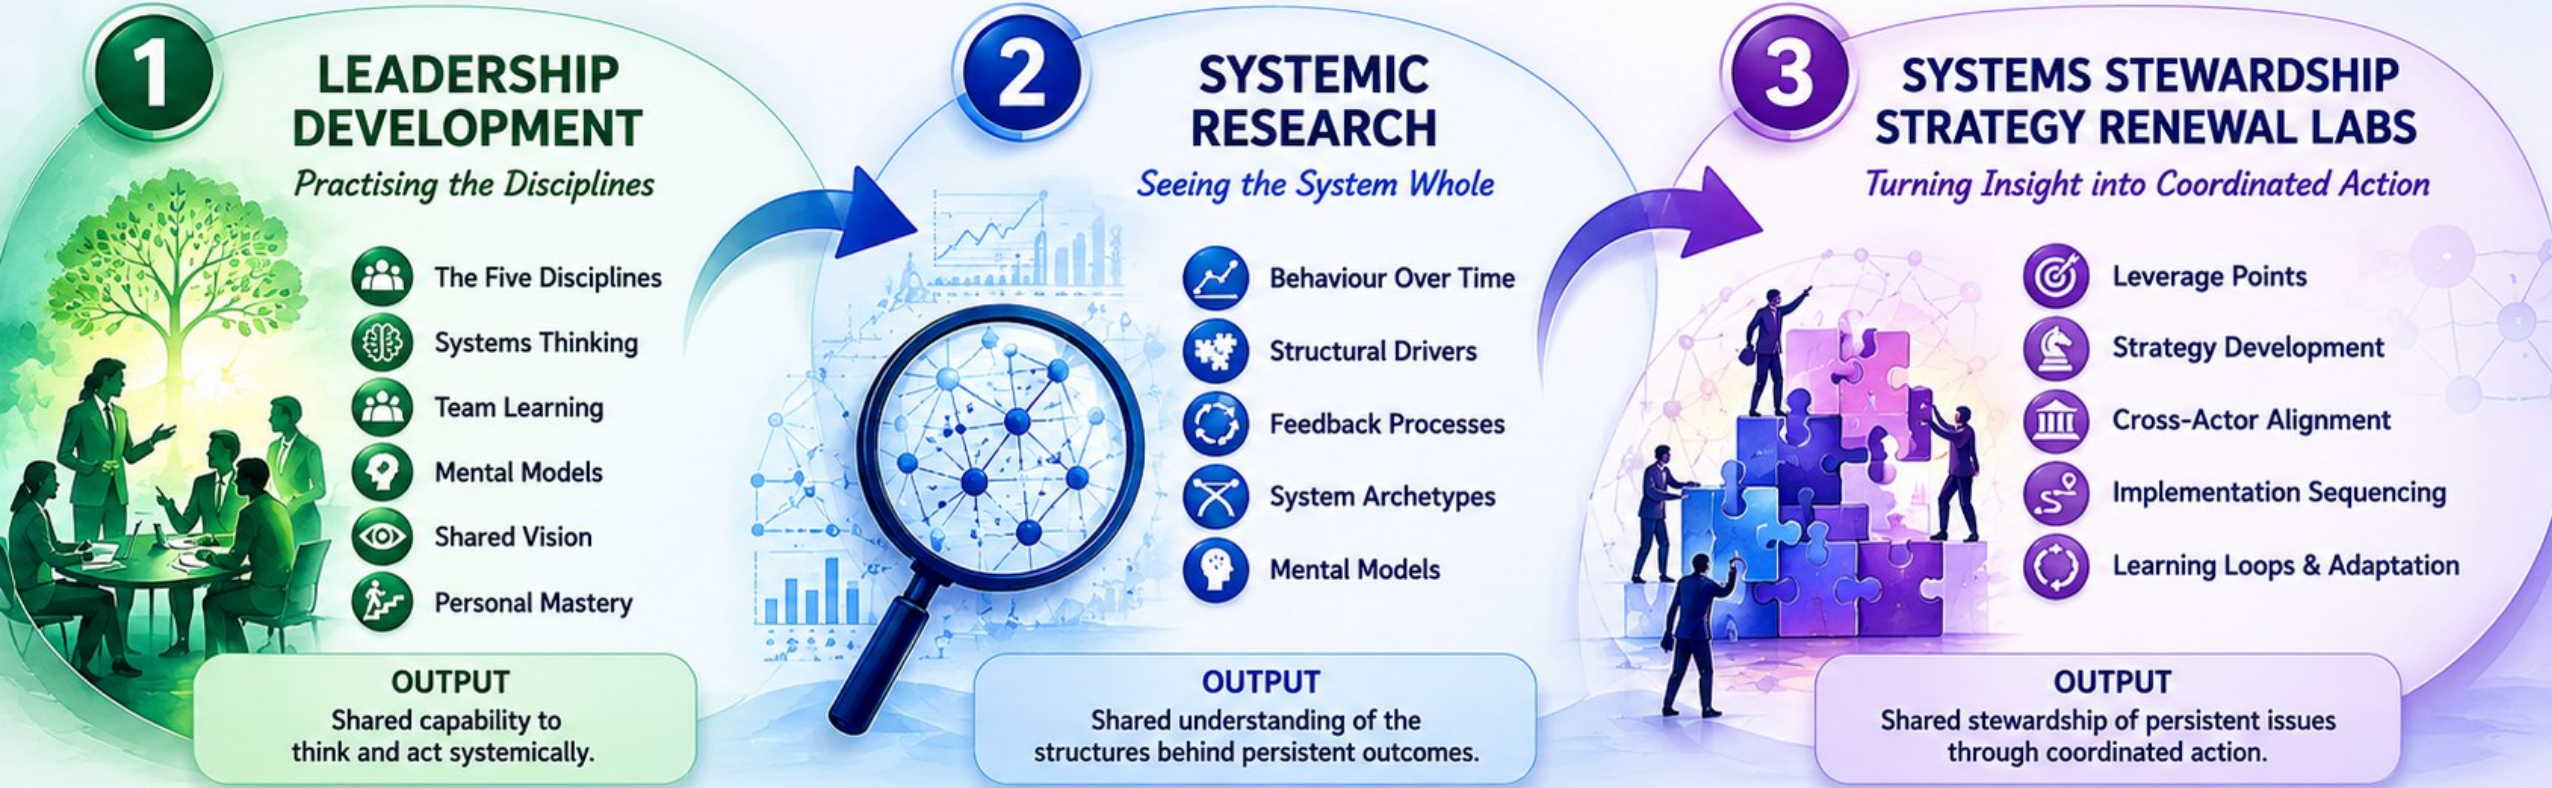 1
LEADERSHIP
DEVELOPMENT
Practising the Disciplines
The Five Disciplines
Systems Thinking
Team Learning
Mental Models
Shared Vision
Personal Mastery
OUTPUT
Shared capability to
think and act systemically.
2
SYSTEMIC
RESEARCH
Seeing the System Whole
Behaviour Over Time
Structural Drivers
Feedback Processes
System Archetypes
Mental Models
OUTPUT
Shared understanding of the
structures behind persistent outcomes.
3
SYSTEMS STEWARDSHIP
STRATEGY RENEWAL LABS
Turning Insight into Coordinated Action
Leverage Points
Strategy Development
Cross-Actor Alignment
Implementation Sequencing
Learning Loops & Adaptation
OUTPUT
Shared stewardship of persistent issues
through coordinated action.